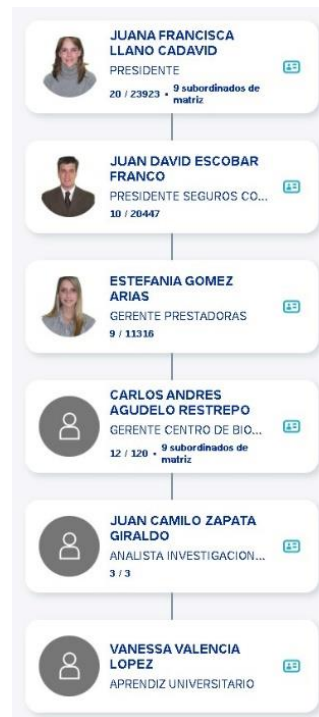 JUANA FRANCISCA
LLANO CADAVID
PRESIDENTE
20 / 23923 • 9 subordinados de
matriz
JUAN DAVID ESCOBAR
FRANCO
PRESIDENTE SEGUROS CO...
10 / 20447
ESTEFANIA GOMEZ
ARIAS
GERENTE PRESTADORAS
9 / 11316
CARLOS ANDRES
AGUDELO RESTREPO
GERENTE CENTRO DE BIO...
12 / 120 • 9 subordinados de
matriz
JUAN CAMILO ZAPATA
GIRALDO
ANALISTA INVESTIGACION...
3 / 3
VANESSA VALENCIA
LOPEZ
APRENDIZ UNIVERSITARIO